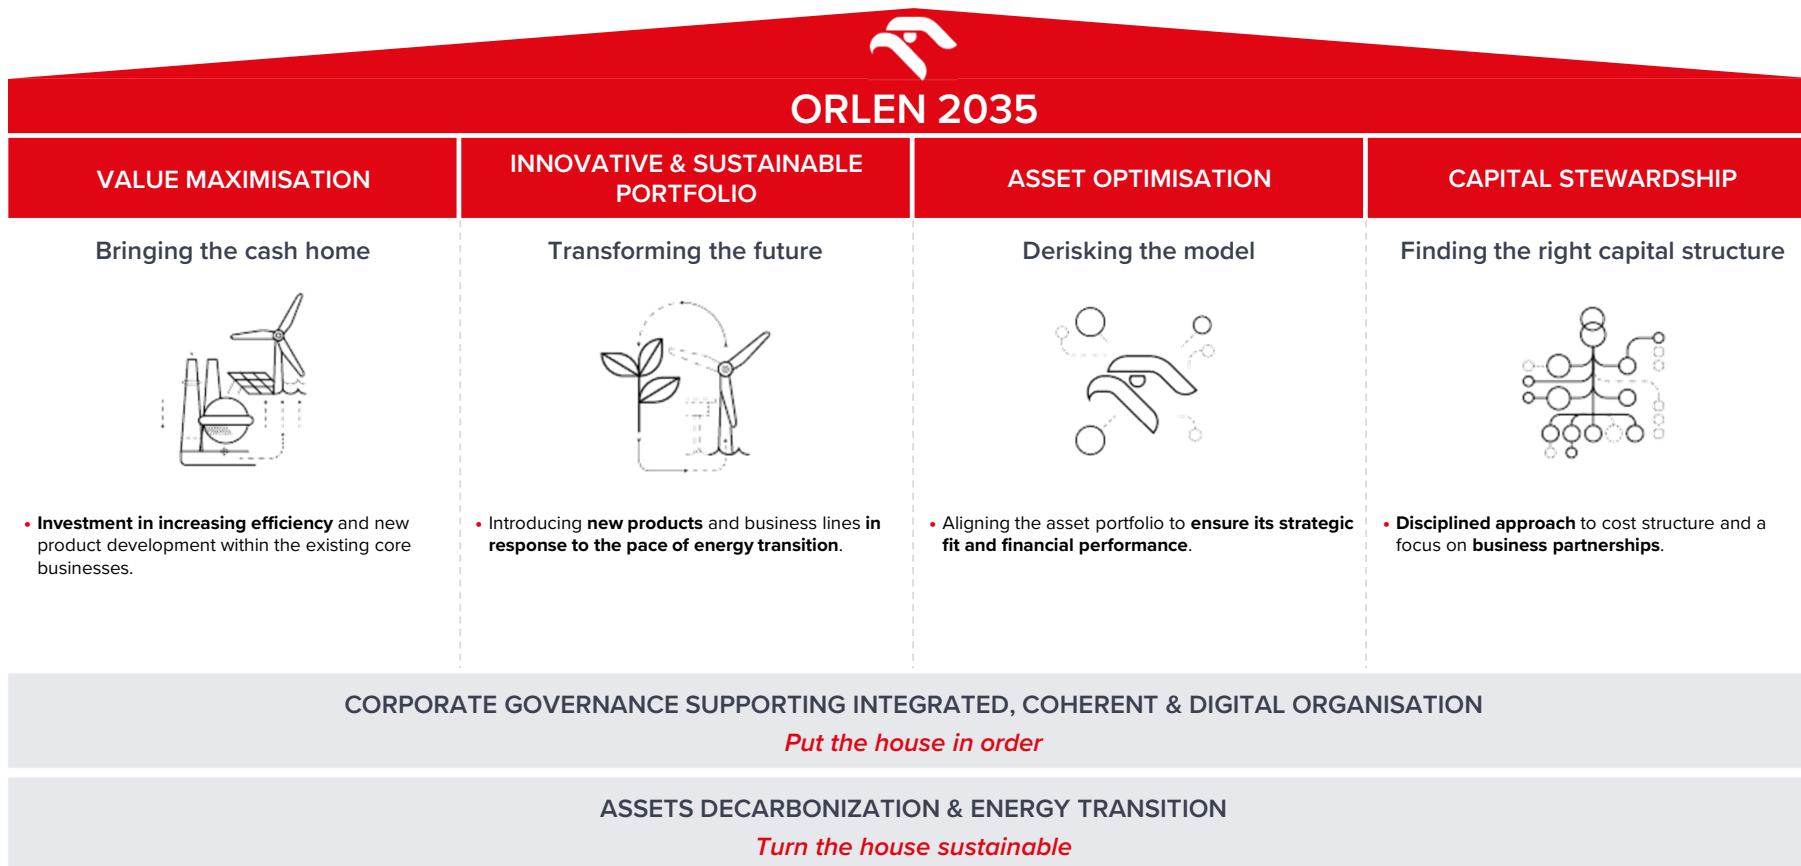 ORLEN 2035
VALUE MAXIMISATION
INNOVATIVE & SUSTAINABLE
PORTFOLIO
ASSET OPTIMISATION
CAPITAL STEWARDSHIP
Bringing the cash home
Transforming the future
Derisking the model
Finding the right capital structure
• Investment in increasing efficiency and new
product development within the existing core
businesses.
• Introducing new products and business lines in
response to the pace of energy transition.
• Aligning the asset portfolio to ensure its strategic
fit and financial performance.
• Disciplined approach to cost structure and a
focus on business partnerships.
CORPORATE GOVERNANCE SUPPORTING INTEGRATED, COHERENT & DIGITAL ORGANISATION
Put the house in order
ASSETS DECARBONIZATION & ENERGY TRANSITION
Turn the house sustainable